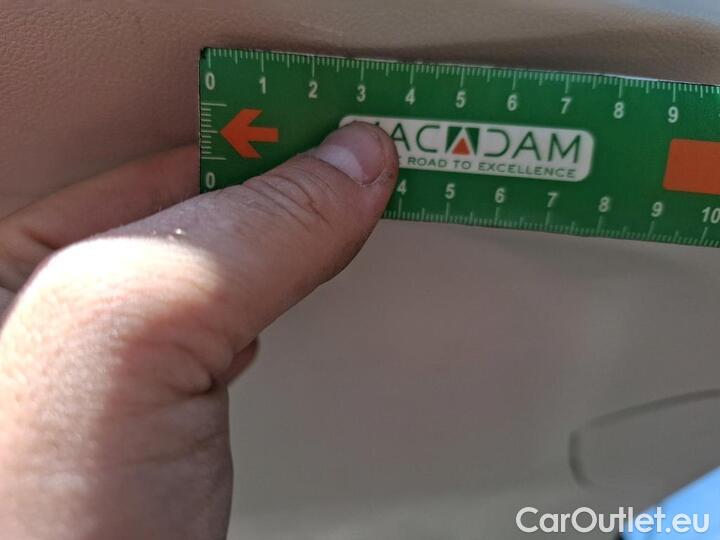 0 1 2 3 4 5 6 7 8 9
ACADAM
ROAD TO EXCELLENCE
0 4 5 6 7 8 9 10
CarOutlet.eu